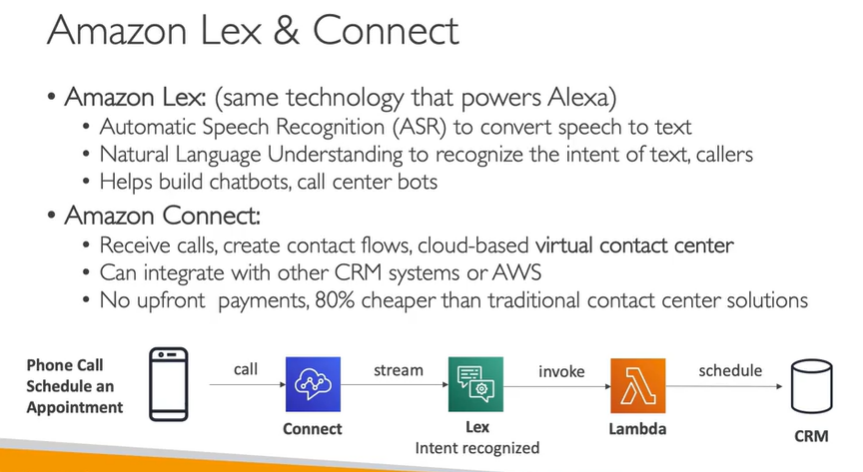 Amazon Lex & Connect
• Amazon Lex: (same technology that powers Alexa)
• Automatic Speech Recognition (ASR) to convert speech to text
• Natural Language Understanding to recognize the intent of text, callers
• Helps build chatbots, call center bots
• Amazon Connect:
• Receive calls, create contact flows, cloud-based virtual contact center
• Can integrate with other CRM systems or AWS
• No upfront payments, 80% cheaper than traditional contact center solutions
Phone Call
Schedule an
Appointment
call
stream
invoke
schedule
Connect
Lex
Intent recognized
Lambda
CRM